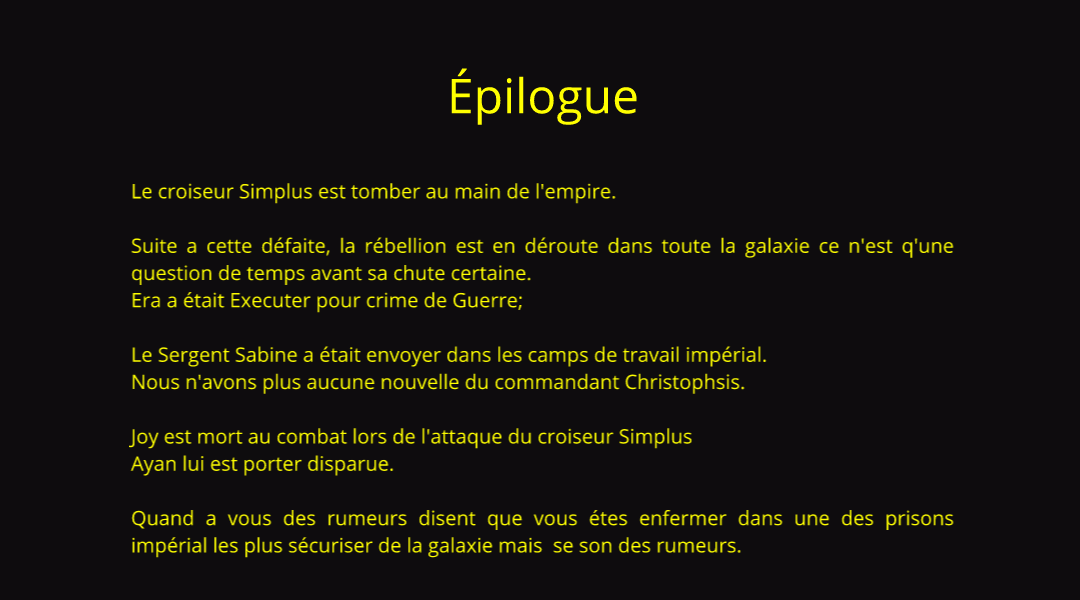 Épilogue
Le croiseur Simplus est tomber au main de l'empire.
Suite a cette défaite, la rébellion est en déroute dans toute la galaxie ce n'est q'une
question de temps avant sa chute certaine.
Era a était Executer pour crime de Guerre;
Le Sergent Sabine a était envoyer dans les camps de travail impérial.
Nous n'avons plus aucune nouvelle du commandant Christophsis.
Joy est mort au combat lors de l'attaque du croiseur Simplus
Ayan lui est porter disparue.
Quand a vous des rumeurs disent que vous étes enfermer dans une des prisons
impérial les plus sécuriser de la galaxie mais  se son des rumeurs.